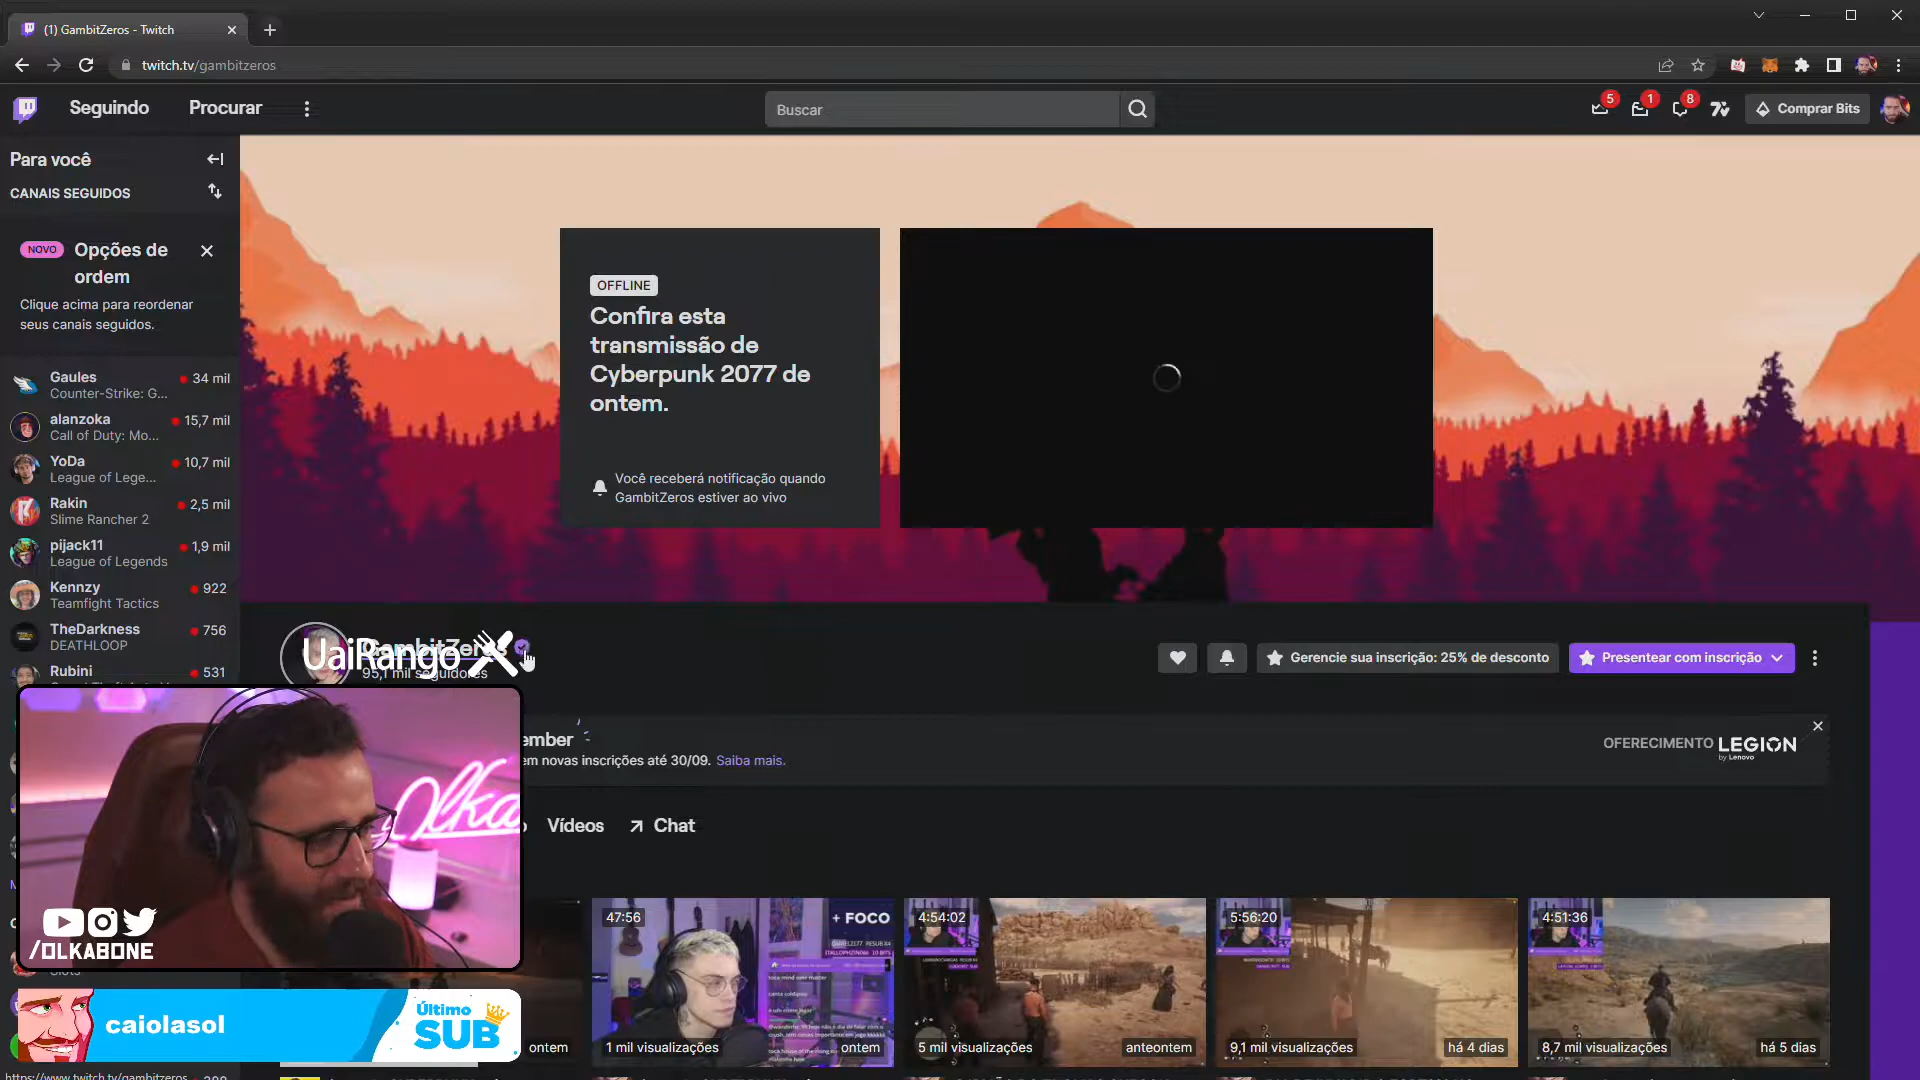 (1) GambitZeros - Twitch
twitch.tv/gambitzeros
Seguindo
Procurar
Buscar
5
1
8
Comprar Bits
Para você
CANAIS SEGUIDOS
NOVO
Opções de
ordem
Clique acima para reordenar
seus canais seguidos.
Gaules
34 mil
Counter-Strike: G...
alanzoka
15,7 mil
Call of Duty: Mo...
YoDa
10,7 mil
League of Lege...
Rakin
2,5 mil
Slime Rancher 2
pijack11
1,9 mil
League of Legends
Kennzy
922
Teamfight Tactics
TheDarkness
756
DEATHLOOP
Rubini
531
OFFLINE
Confira esta
transmissão de
Cyberpunk 2077 de
ontem.
Você receberá notificação quando
GambitZeros estiver ao vivo
GambitZeros
UaiRango
95,1 mil seguidores
Gerencie sua inscrição: 25% de desconto
Presentear com inscrição
ember
em novas inscrições até 30/09. Saiba mais.
OFERECIMENTO LEGION
by Lenovo
Vídeos
Chat
Olka
/OLKABONE
Slots
caiolasol
Último
SUB
ontem
47:56
+ FOCO
1 mil visualizações
ontem
4:54:02
5 mil visualizações
anteontem
5:56:20
9,1 mil visualizações
há 4 dias
4:51:36
8,7 mil visualizações
há 5 dias
https://www.twitch.tv/gambitzeros